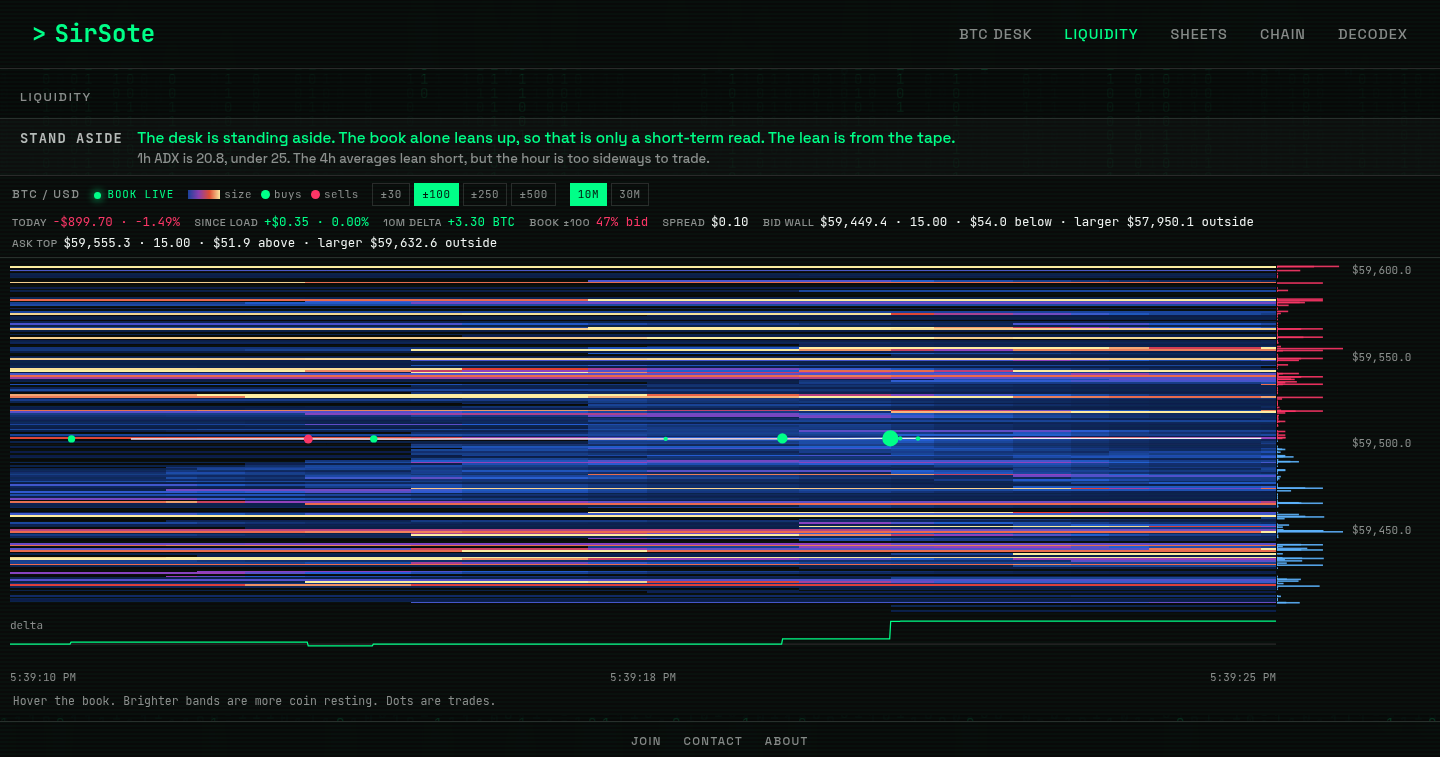 > SirSote
BTC DESK LIQUIDITY SHEETS CHAIN DECODEX
LIQUIDITY
STAND ASIDE The desk is standing aside. The book alone leans up, so that is only a short-term read. The lean is from the tape.
1h ADX is 20.8, under 25. The 4h averages lean short, but the hour is too sideways to trade.
BTC / USD BOOK LIVE size buys sells ±30 ±100 ±250 ±500 10M 30M
TODAY -$899.70 · -1.49% SINCE LOAD +$0.35 · 0.00% 10M DELTA +3.30 BTC BOOK ±100 47% bid SPREAD $0.10 BID WALL $59,449.4 · 15.00 · $54.0 below · larger $57,950.1 outside
ASK TOP $59,555.3 · 15.00 · $51.9 above · larger $59,632.6 outside
$59,600.0
$59,550.0
$59,500.0
$59,450.0
delta
5:39:10 PM 5:39:18 PM 5:39:25 PM
Hover the book. Brighter bands are more coin resting. Dots are trades.
JOIN CONTACT ABOUT